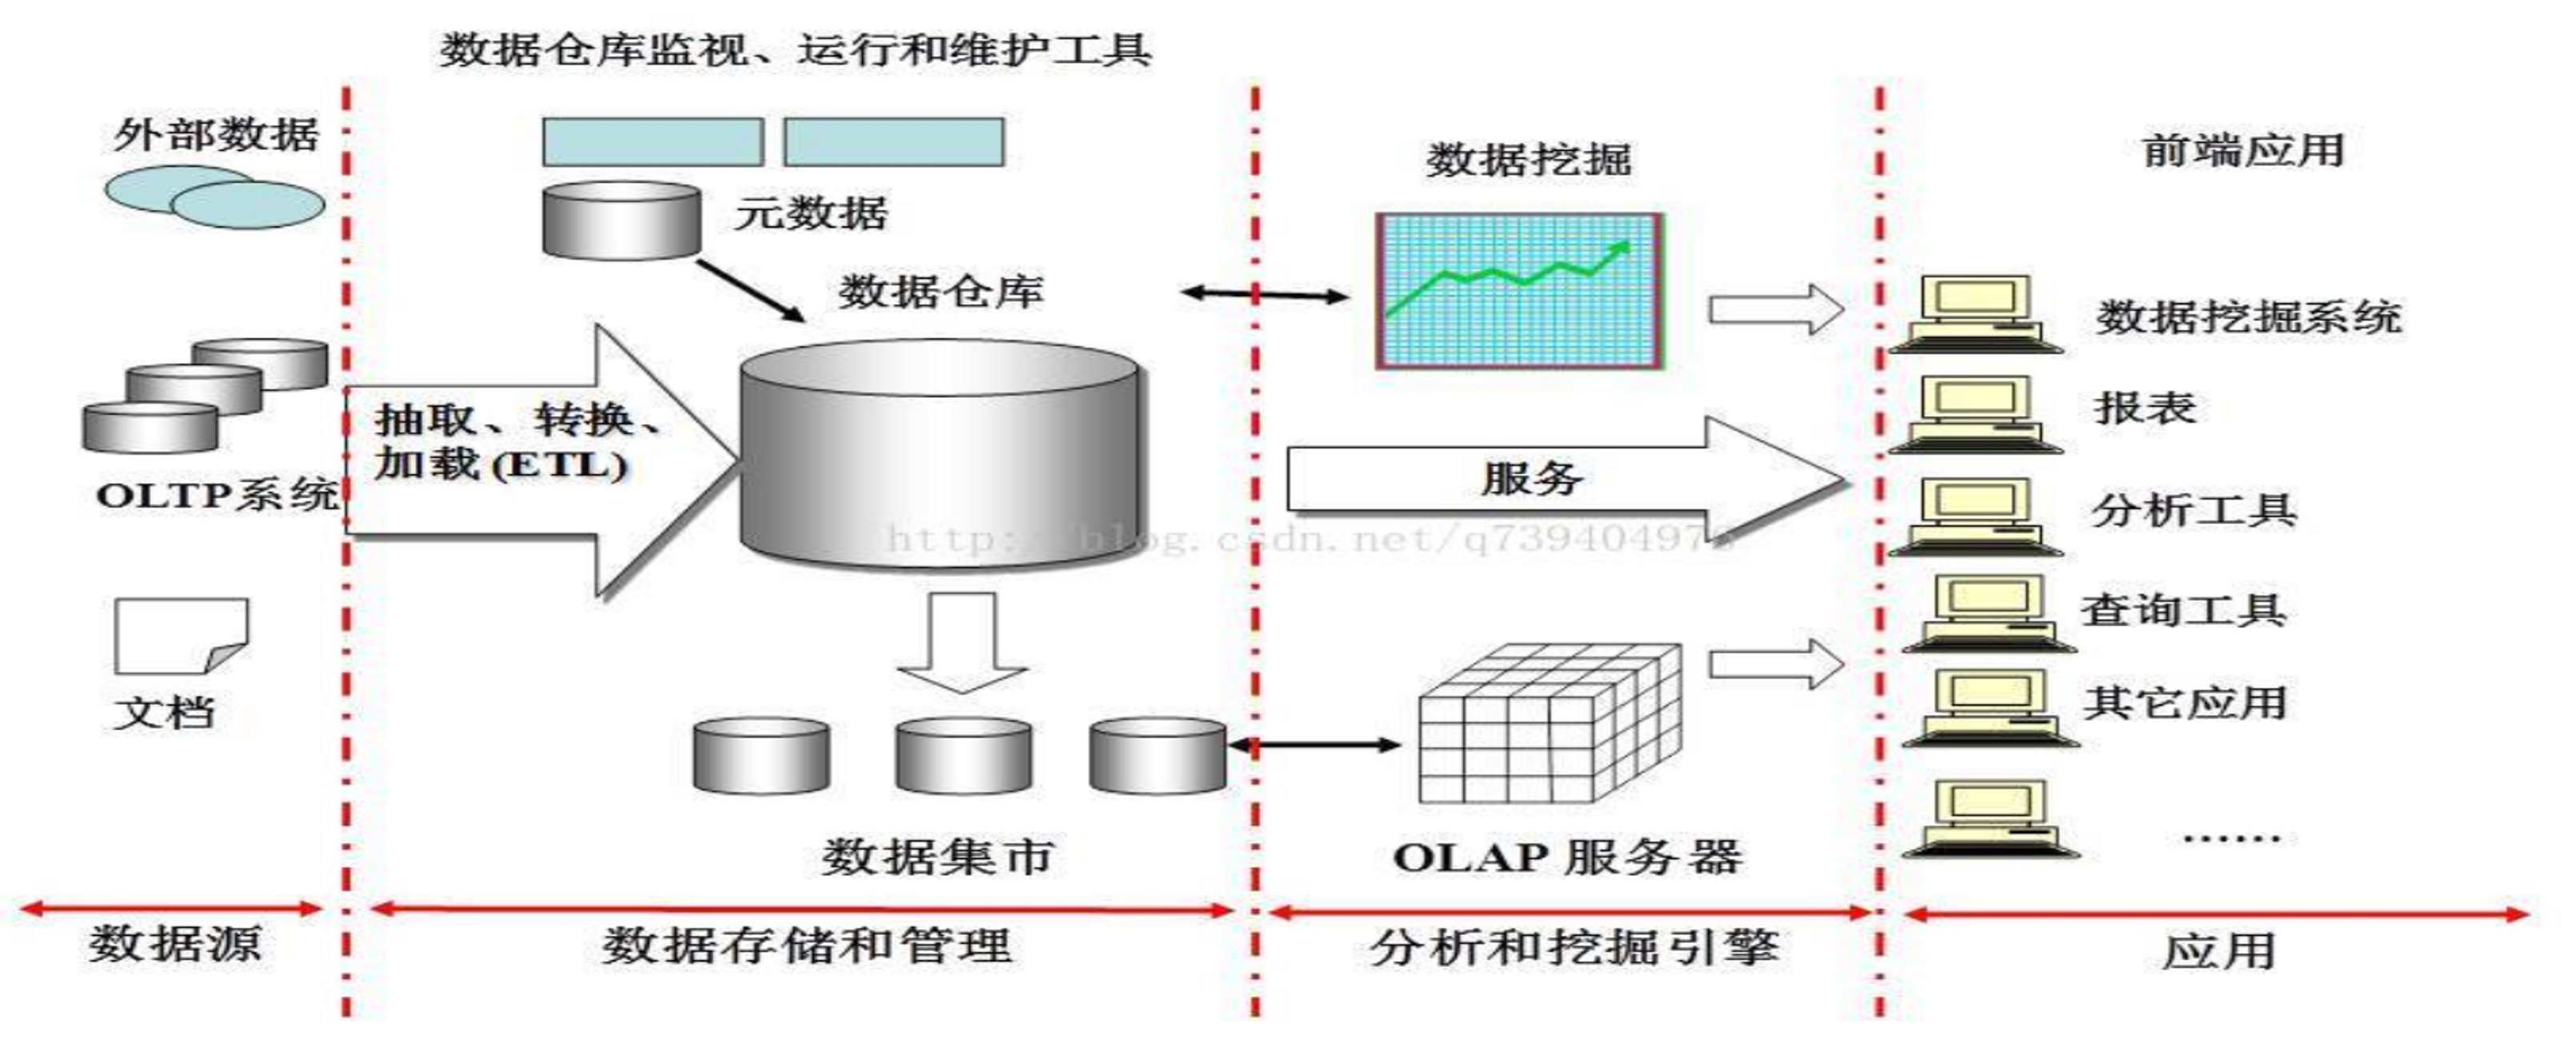 数据仓库监视、运行和维护工具
外部数据
OLTP系统
文档
元数据
数据仓库
抽取、转换、
加载(ETL)
数据集市
数据挖掘
服务
OLAP 服务器
前端应用
数据挖掘系统
报表
分析工具
查询工具
其它应用
......
http://blog.csdn.net/q739404976
数据源
数据存储和管理
分析和挖掘引擎
应用